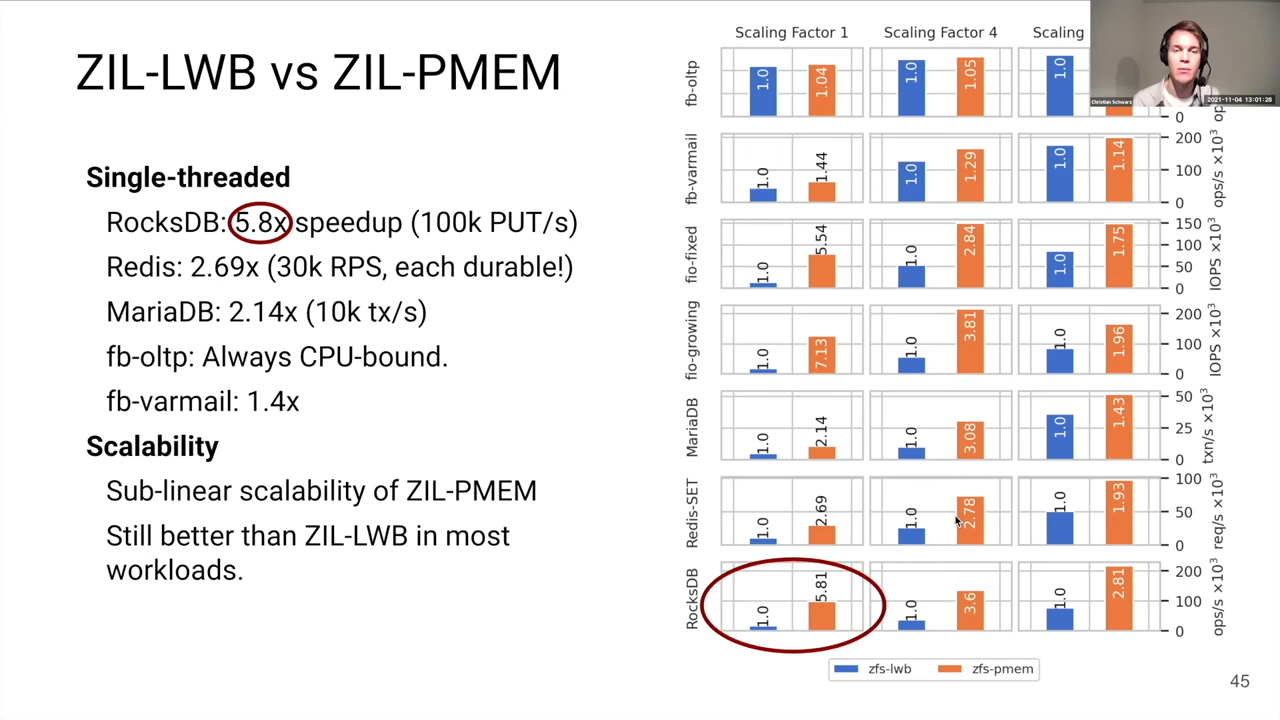 ZIL-LWB vs ZIL-PMEM
Single-threaded
RocksDB: 5.8x speedup (100k PUT/s)
Redis: 2.69x (30k RPS, each durable!)
MariaDB: 2.14x (10k tx/s)
fb-oltp: Always CPU-bound.
fb-varmail: 1.4x
Scalability
Sub-linear scalability of ZIL-PMEM
Still better than ZIL-LWB in most
workloads.
Scaling Factor 1 Scaling Factor 4 Scaling
Christian Schwarz 2021-11-04 13:01:28
fb-oltp 1.0 1.04 1.0 1.05 1.0 0
fb-varmail 1.0 1.44 1.0 1.29 1.0 1.14 200 100 0 ops/s ×10³
fio-fixed 1.0 5.54 1.0 2.84 1.0 1.75 150 100 50 0 IOPS ×10³
fio-growing 1.0 7.13 1.0 3.81 1.0 1.96 200 100 0 IOPS ×10³
MariaDB 1.0 2.14 1.0 3.08 1.0 1.43 50 25 0 txn/s ×10³
Redis-SET 1.0 2.69 1.0 2.78 1.0 1.93 100 50 0 req/s ×10³
RocksDB 1.0 5.81 1.0 3.6 1.0 2.81 200 100 0 ops/s ×10³
zfs-lwb zfs-pmem
45